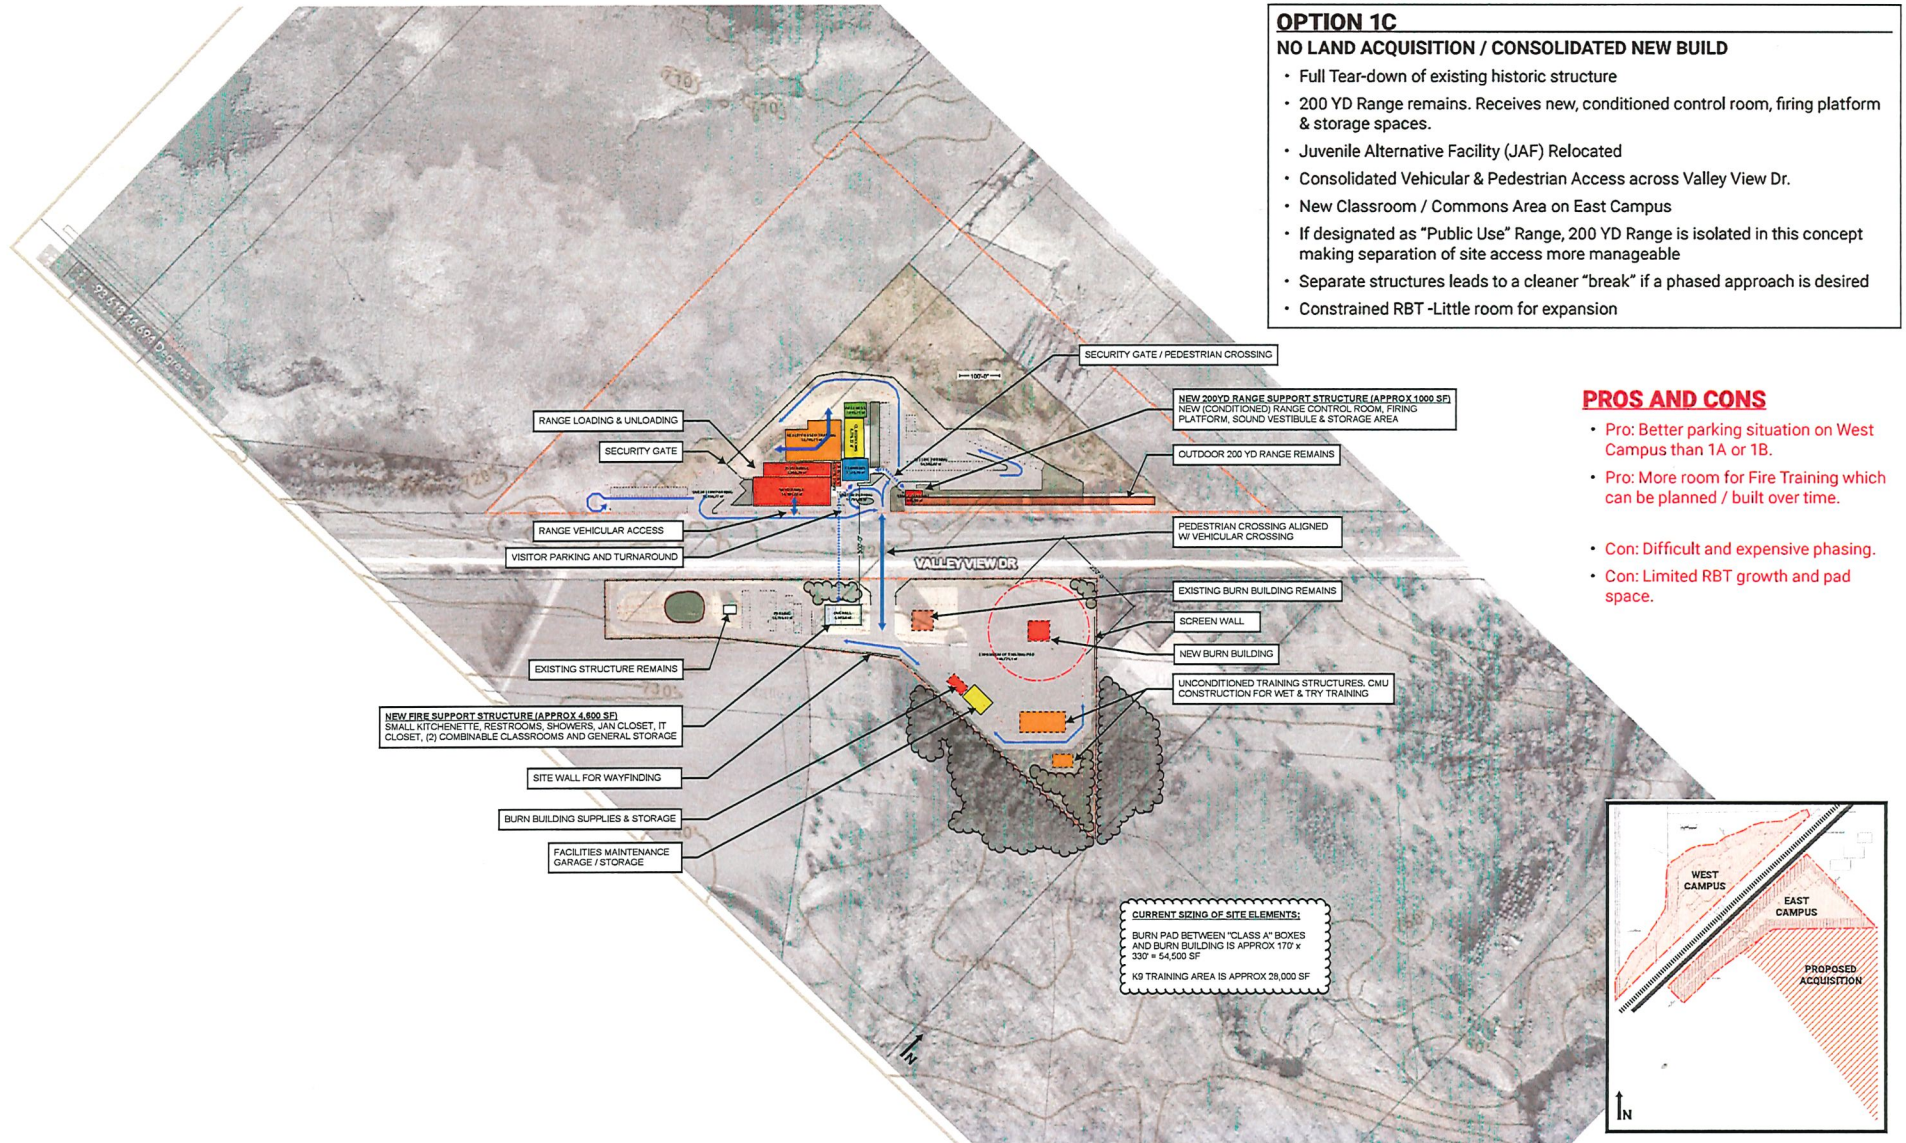 OPTION 1C
NO LAND ACQUISITION / CONSOLIDATED NEW BUILD
• Full Tear-down of existing historic structure
• 200 YD Range remains. Receives new, conditioned control room, firing platform
& storage spaces.
• Juvenile Alternative Facility (JAF) Relocated
• Consolidated Vehicular & Pedestrian Access across Valley View Dr.
• New Classroom / Commons Area on East Campus
• If designated as “Public Use” Range, 200 YD Range is isolated in this concept
making separation of site access more manageable
• Separate structures leads to a cleaner “break” if a phased approach is desired
• Constrained RBT -Little room for expansion
PROS AND CONS
• Pro: Better parking situation on West
Campus than 1A or 1B.
• Pro: More room for Fire Training which
can be planned / built over time.
• Con: Difficult and expensive phasing.
• Con: Limited RBT growth and pad
space.
710
710
SECURITY GATE / PEDESTRIAN CROSSING
100'-0"
NEW 200YD RANGE SUPPORT STRUCTURE (APPROX 1000 SF)
NEW (CONDITIONED) RANGE CONTROL ROOM, FIRING
PLATFORM, SOUND VESTIBULE & STORAGE AREA
OUTDOOR 200 YD RANGE REMAINS
RANGE LOADING & UNLOADING
SECURITY GATE
RANGE VEHICULAR ACCESS
VISITOR PARKING AND TURNAROUND
PEDESTRIAN CROSSING ALIGNED
W/ VEHICULAR CROSSING
VALLEY VIEW DR
EXISTING BURN BUILDING REMAINS
SCREEN WALL
NEW BURN BUILDING
UNCONDITIONED TRAINING STRUCTURES. CMU
CONSTRUCTION FOR WET & TRY TRAINING
EXISTING STRUCTURE REMAINS
730
NEW FIRE SUPPORT STRUCTURE (APPROX 4,600 SF)
SMALL KITCHENETTE, RESTROOMS, SHOWERS, JAN CLOSET, IT
CLOSET, (2) COMBINABLE CLASSROOMS AND GENERAL STORAGE
SITE WALL FOR WAYFINDING
BURN BUILDING SUPPLIES & STORAGE
FACILITIES MAINTENANCE
GARAGE / STORAGE
CURRENT SIZING OF SITE ELEMENTS:
BURN PAD BETWEEN "CLASS A" BOXES
AND BURN BUILDING IS APPROX 170' x
330' = 54,500 SF
K9 TRAINING AREA IS APPROX 28,000 SF
N
WEST
CAMPUS
EAST
CAMPUS
PROPOSED
ACQUISITION
N